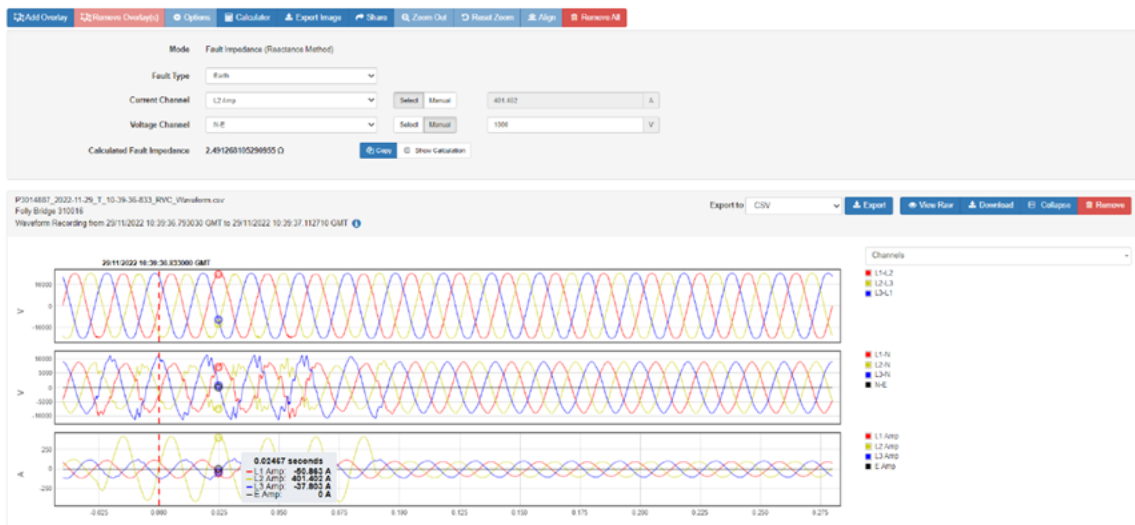 Add Overlay Remove Overlay(s) Options Calculator Export Image Share Zoom Out Reset Zoom Align Remove All
Mode Fault Impedance (Reactance Method)
Fault Type Earth
Current Channel L2 Amp Select Manual 401.402 A
Voltage Channel N-E Select Manual 1000 V
Calculated Fault Impedance 2.491268105290955 Ω Copy Show Calculation
P3014887_2022-11-29_T_10-39-36-833_RVC_Waveform.csv
Folly Bridge 310016
Waveform Recording from 29/11/2022 10:39:36.793030 GMT to 29/11/2022 10:39:37.112710 GMT
Export to CSV Export View Raw Download Collapse Remove
29/11/2022 10:39:36.833000 GMT
Channels
L1-L2
L2-L3
L3-L1
10000
0
-10000
V
L1-N
L2-N
L3-N
N-E
10000
5000
0
-5000
-10000
V
L1 Amp
L2 Amp
L3 Amp
E Amp
250
0
-250
A
0.02467 seconds
L1 Amp: -50.863 A
L2 Amp: 401.402 A
L3 Amp: -37.803 A
E Amp: 0 A
-0.025 0.000 0.025 0.050 0.075 0.100 0.125 0.150 0.175 0.200 0.225 0.250 0.275